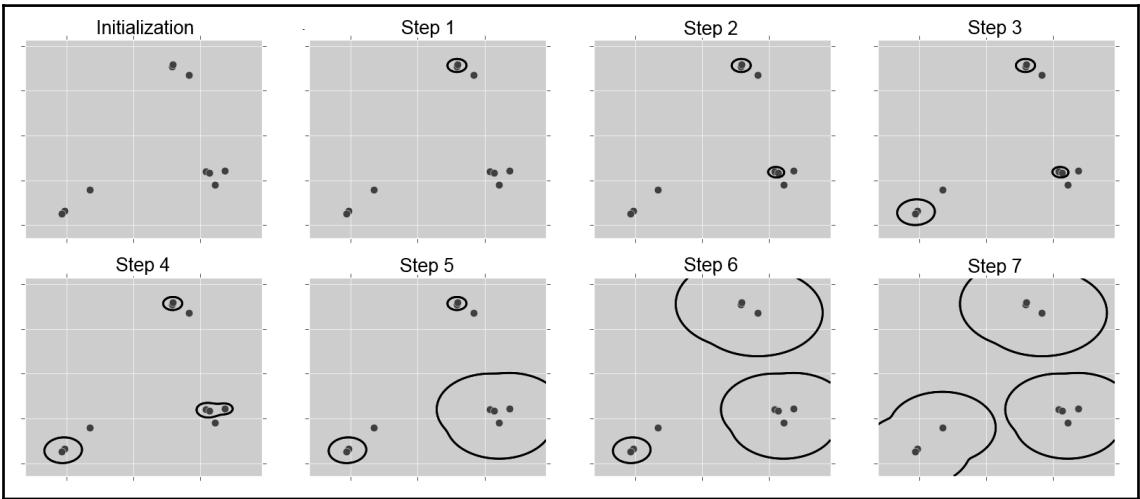 Initialization
Step 1
Step 2
Step 3
Step 4
Step 5
Step 6
Step 7